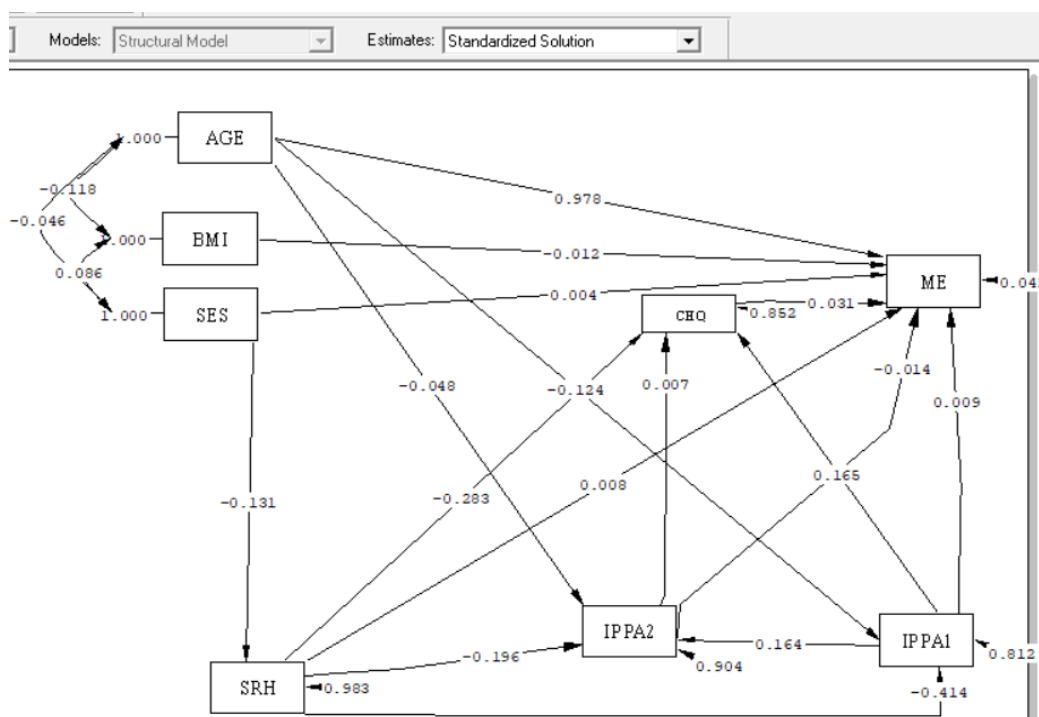 Models: Structural Model Estimates: Standardized Solution
1.000 AGE
-0.118
-0.046
0.978
1.000 BMI
-0.012
0.086
ME
1.000 SES
0.004
0.031
CHQ
0.852
-0.048
-0.124
0.007
-0.014
0.009
0.165
-0.131
-0.283
0.008
IPPA2
0.164
IPPA1
0.812
-0.196
0.904
SRH
0.983
-0.414